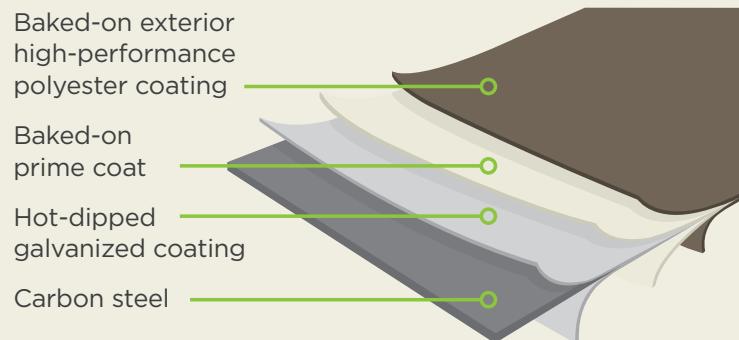 Baked-on exterior
high-performance
polyester coating
Baked-on
prime coat
Hot-dipped
galvanized coating
Carbon steel